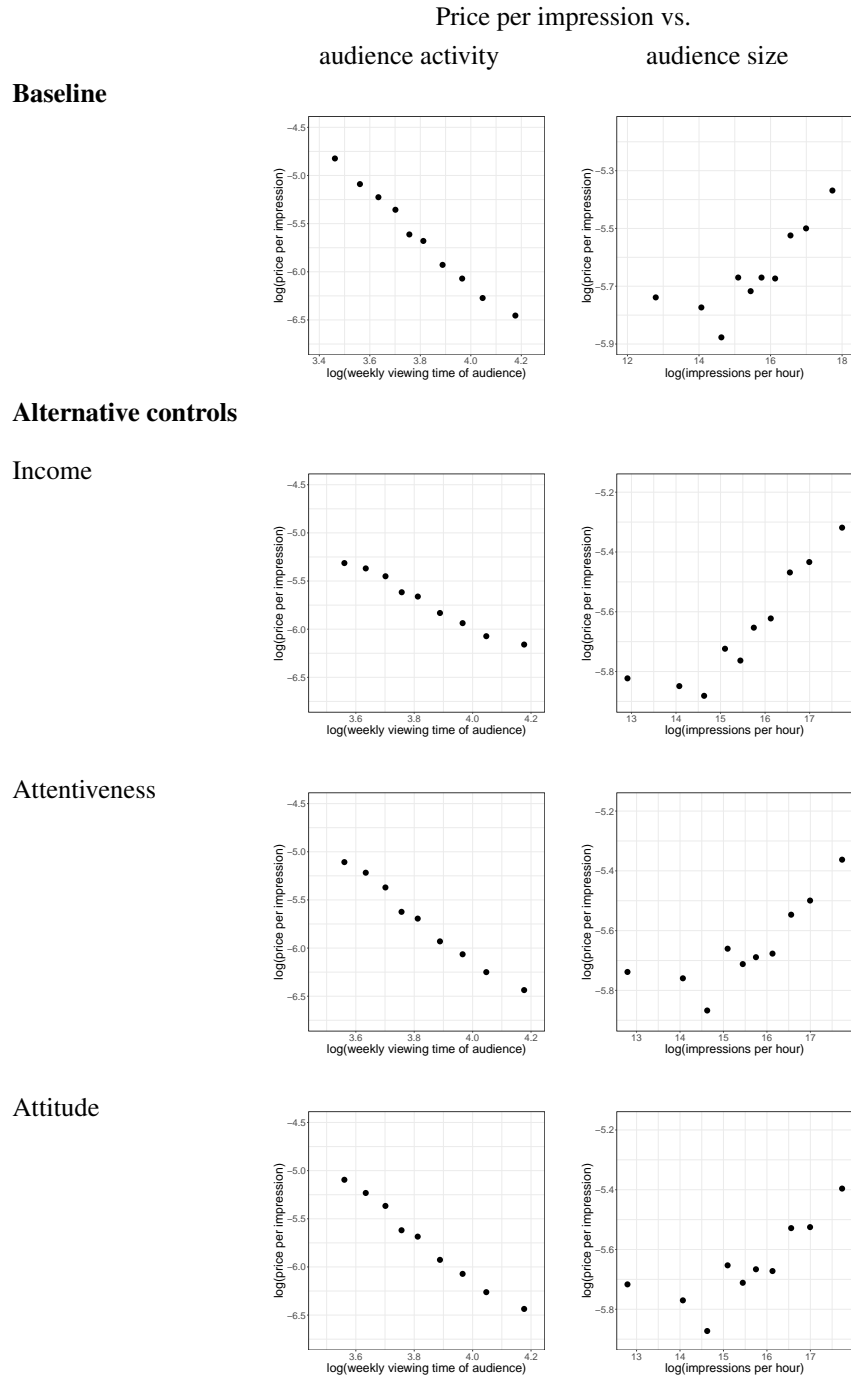 Price per impression vs.
audience activity audience size
Baseline
−4.5
−5.0
−5.5
−6.0
−6.5
log(price per impression)
3.4 3.6 3.8 4.0 4.2
log(weekly viewing time of audience)
−5.3
−5.5
−5.7
−5.9
log(price per impression)
12 14 16 18
log(impressions per hour)
Alternative controls
Income
−4.5
−5.0
−5.5
−6.0
−6.5
log(price per impression)
3.6 3.8 4.0 4.2
log(weekly viewing time of audience)
−5.2
−5.4
−5.6
−5.8
log(price per impression)
13 14 15 16 17
log(impressions per hour)
Attentiveness
−4.5
−5.0
−5.5
−6.0
−6.5
log(price per impression)
3.6 3.8 4.0 4.2
log(weekly viewing time of audience)
−5.2
−5.4
−5.6
−5.8
log(price per impression)
13 14 15 16 17
log(impressions per hour)
Attitude
−4.5
−5.0
−5.5
−6.0
−6.5
log(price per impression)
3.6 3.8 4.0 4.2
log(weekly viewing time of audience)
−5.2
−5.4
−5.6
−5.8
log(price per impression)
13 14 15 16 17
log(impressions per hour)